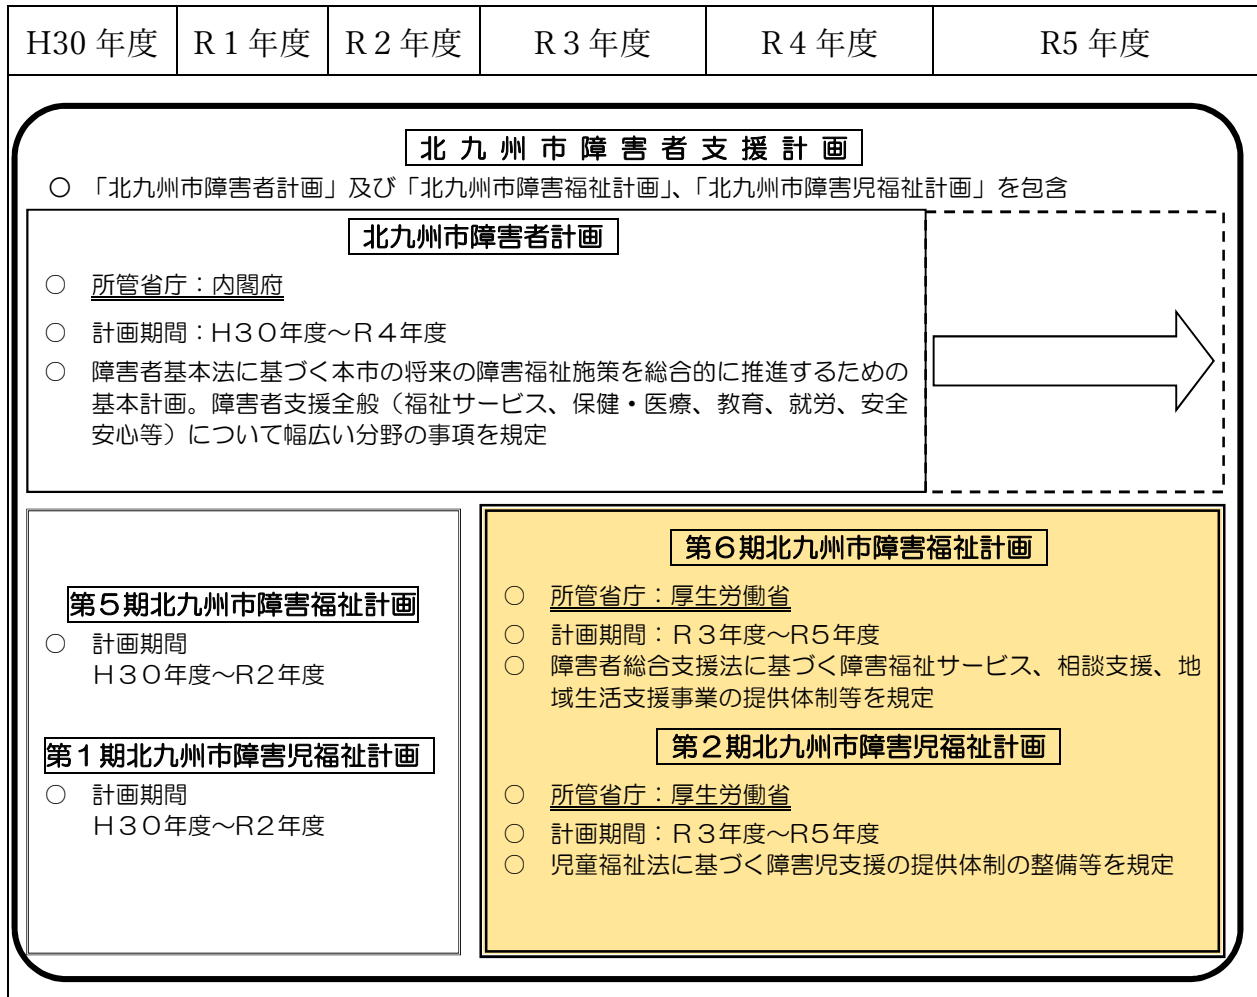 H30 年度 R１年度 R２年度 R３年度 R４年度 R5 年度
北九州市障害者支援計画
○ 「北九州市障害者計画」及び「北九州市障害福祉計画」、「北九州市障害児福祉計画」を包含
北九州市障害者計画
○ 所管省庁：内閣府
○ 計画期間：H３０年度～R４年度
○ 障害者基本法に基づく本市の将来の障害福祉施策を総合的に推進するための
基本計画。障害者支援全般（福祉サービス、保健・医療、教育、就労、安全
安心等）について幅広い分野の事項を規定
第５期北九州市障害福祉計画
○ 計画期間
H３０年度～R２年度
第１期北九州市障害児福祉計画
○ 計画期間
H３０年度～R２年度
第６期北九州市障害福祉計画
○ 所管省庁：厚生労働省
○ 計画期間：R３年度～R５年度
○ 障害者総合支援法に基づく障害福祉サービス、相談支援、地
域生活支援事業の提供体制等を規定
第２期北九州市障害児福祉計画
○ 所管省庁：厚生労働省
○ 計画期間：R３年度～R５年度
○ 児童福祉法に基づく障害児支援の提供体制の整備等を規定